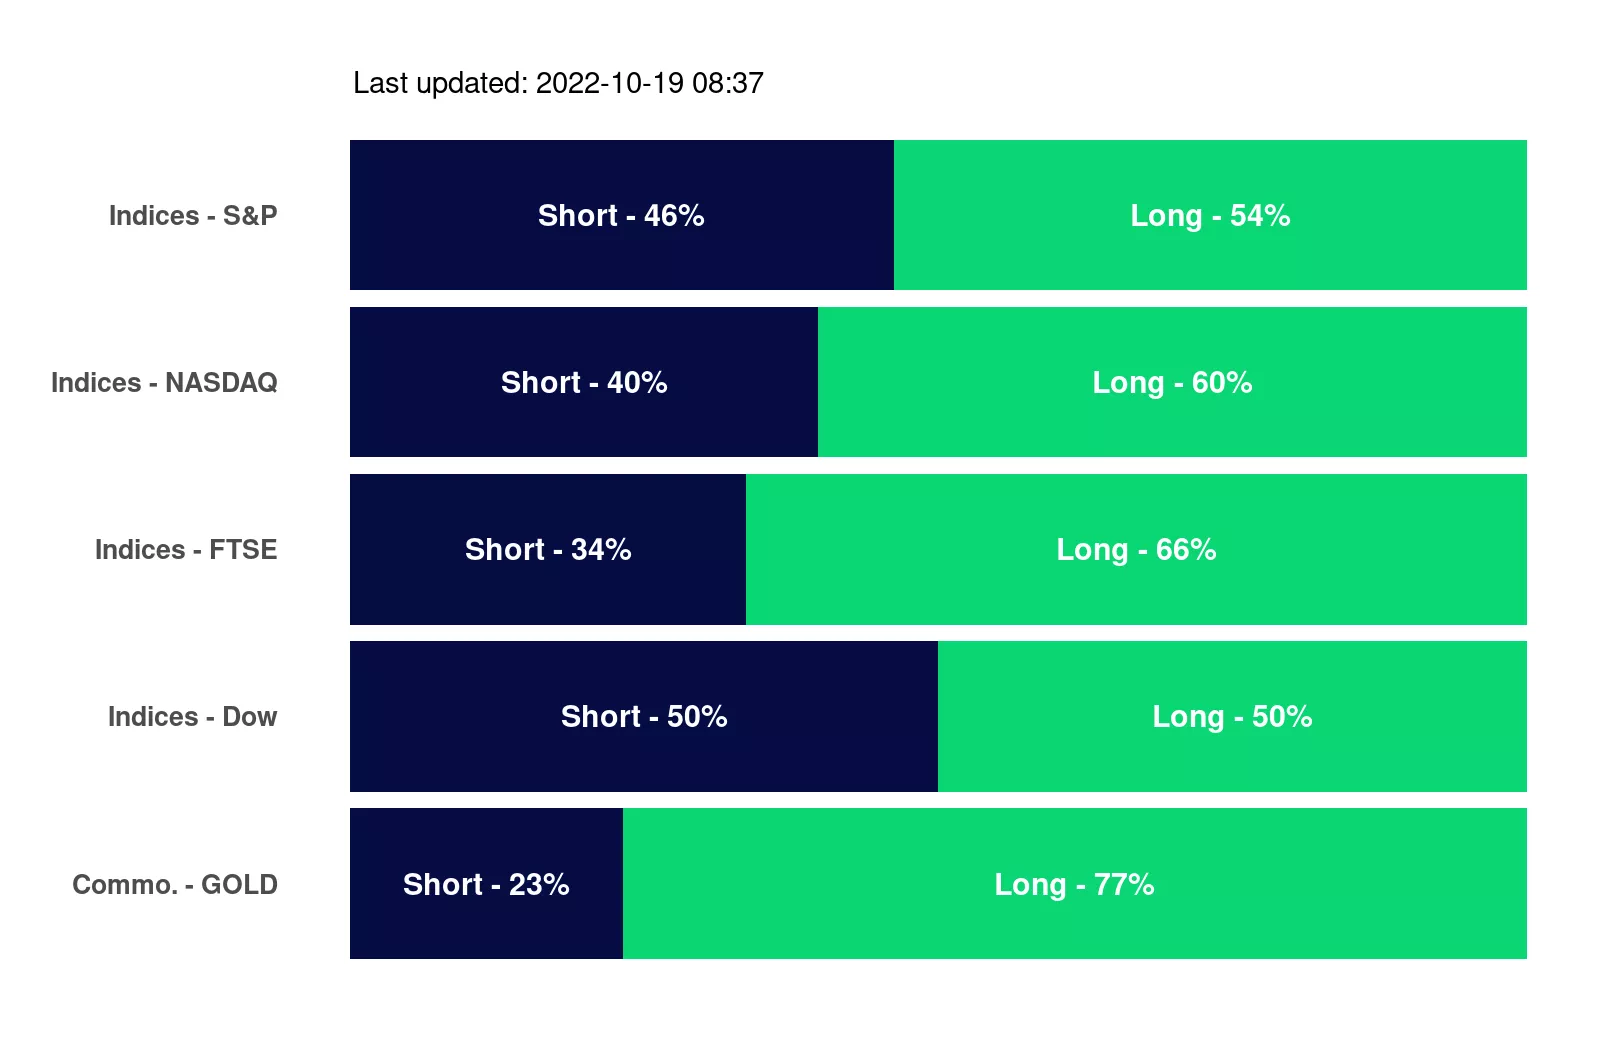 Last updated: 2022-10-19 08:37
Indices - S&P Short - 46% Long - 54%
Indices - NASDAQ Short - 40% Long - 60%
Indices - FTSE Short - 34% Long - 66%
Indices - Dow Short - 50% Long - 50%
Commo. - GOLD Short - 23% Long - 77%